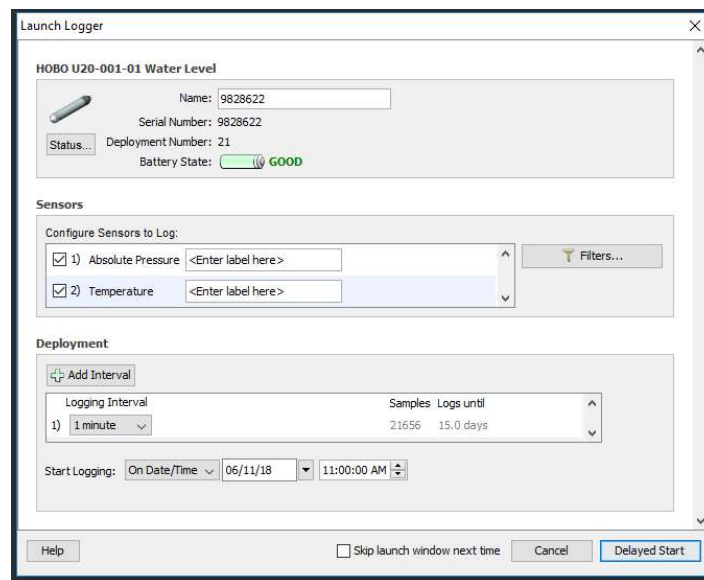 Launch Logger
HOBO U20-001-01 Water Level
Name: 9828622
Serial Number: 9828622
Status... Deployment Number: 21
Battery State: GOOD
Sensors
Configure Sensors to Log:
1) Absolute Pressure <Enter label here> Filters...
2) Temperature <Enter label here>
Deployment
Add Interval
Logging Interval Samples Logs until
1) 1 minute 21656 15.0 days
Start Logging: On Date/Time 06/11/18 11:00:00 AM
Help Skip launch window next time Cancel Delayed Start